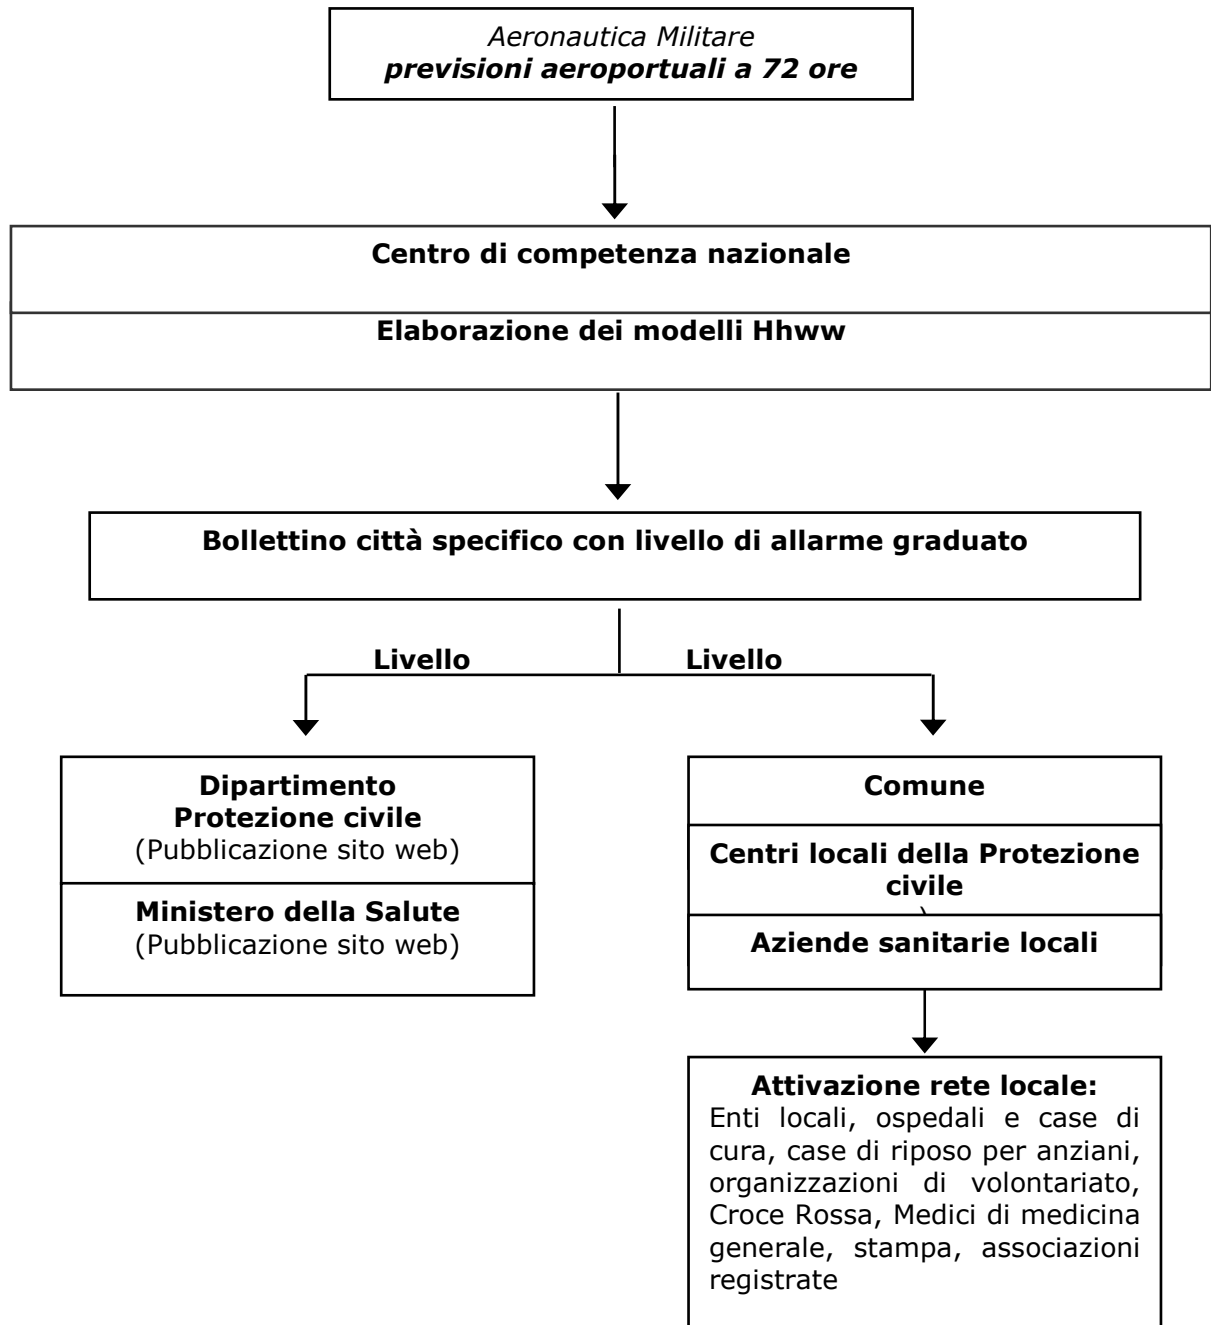 Aeronautica Militare
previsioni aeroportuali a 72 ore
Centro di competenza nazionale
Elaborazione dei modelli Hhww
Bollettino città specifico con livello di allarme graduato
Livello
Livello
Dipartimento
Protezione civile
(Pubblicazione sito web)
Ministero della Salute
(Pubblicazione sito web)
Comune
Centri locali della Protezione
civile
Aziende sanitarie locali
Attivazione rete locale:
Enti locali, ospedali e case di
cura, case di riposo per anziani,
organizzazioni di volontariato,
Croce Rossa, Medici di medicina
generale, stampa, associazioni
registrate